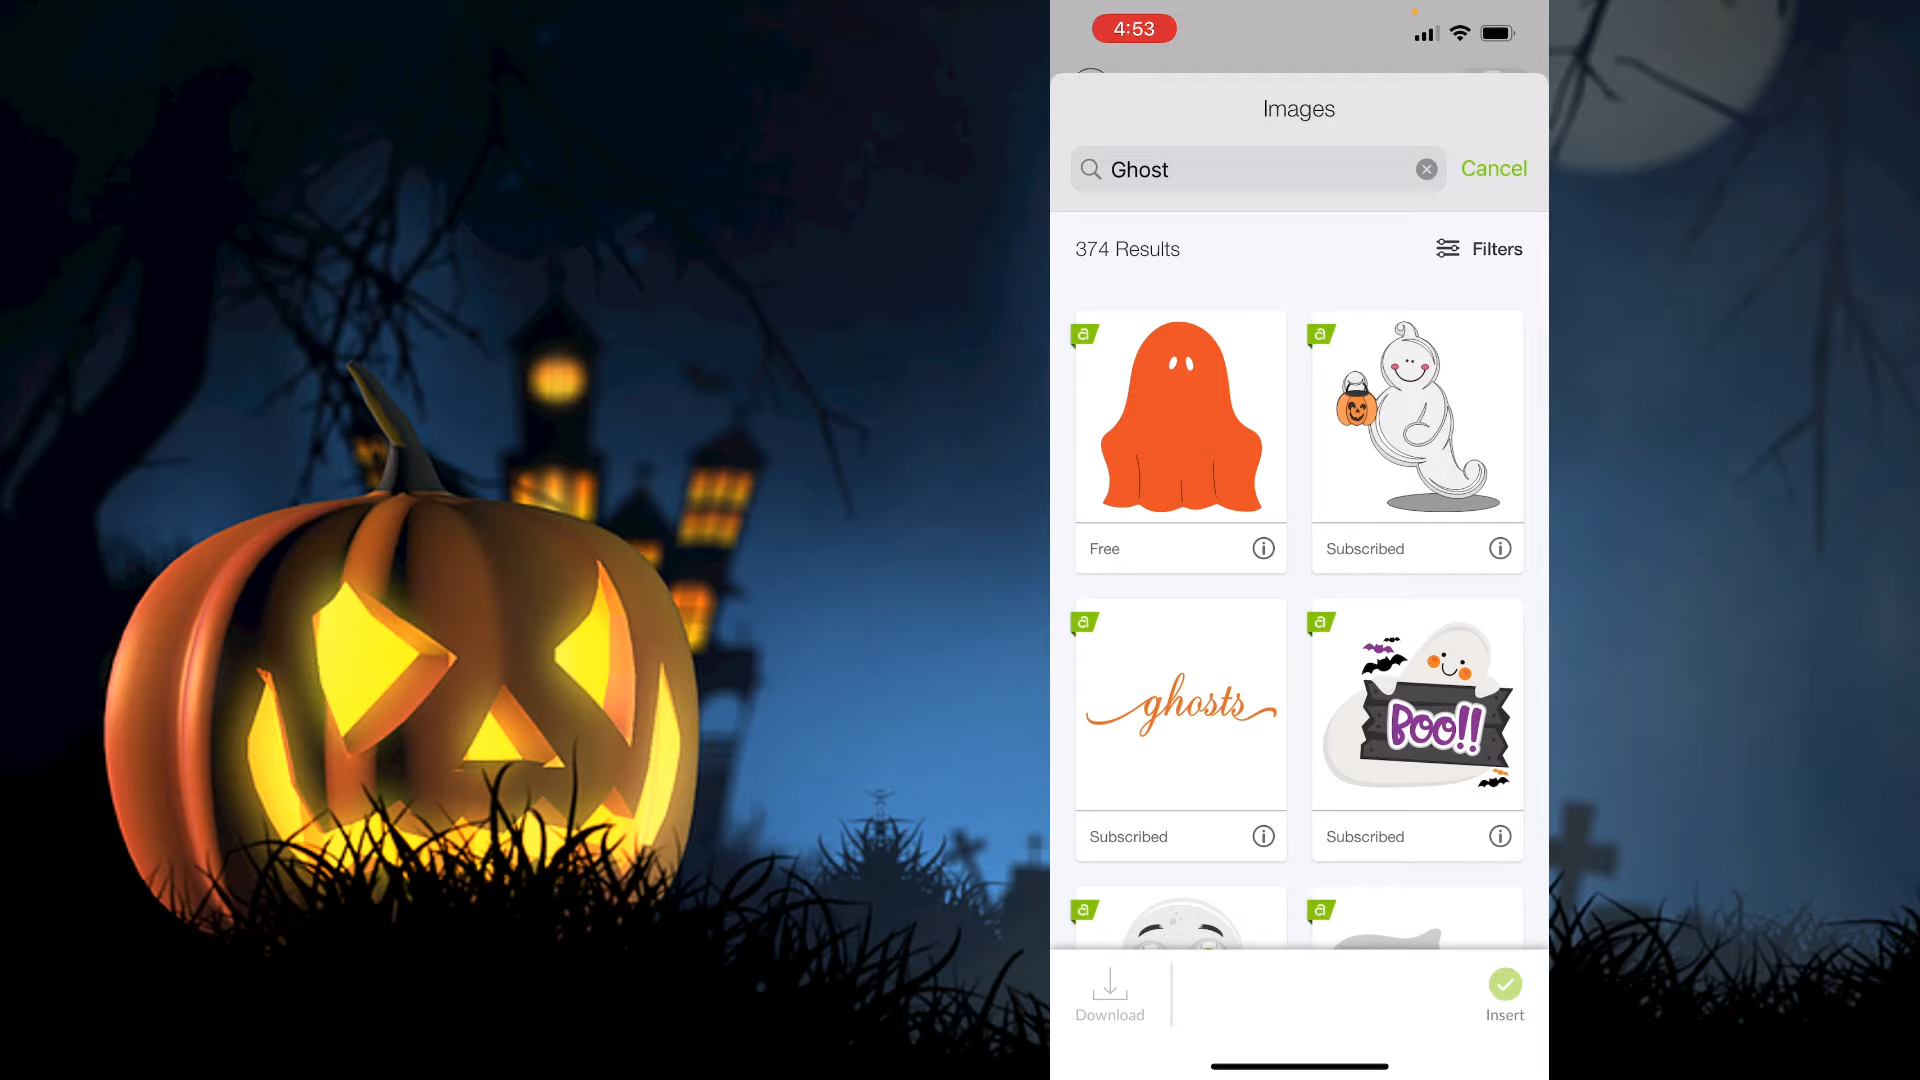 4:53
Images
Ghost
Cancel
374 Results
Filters
a
a
Free
Subscribed
a
a
ghosts
Boo!!
Subscribed
Subscribed
a
a
Download
Insert